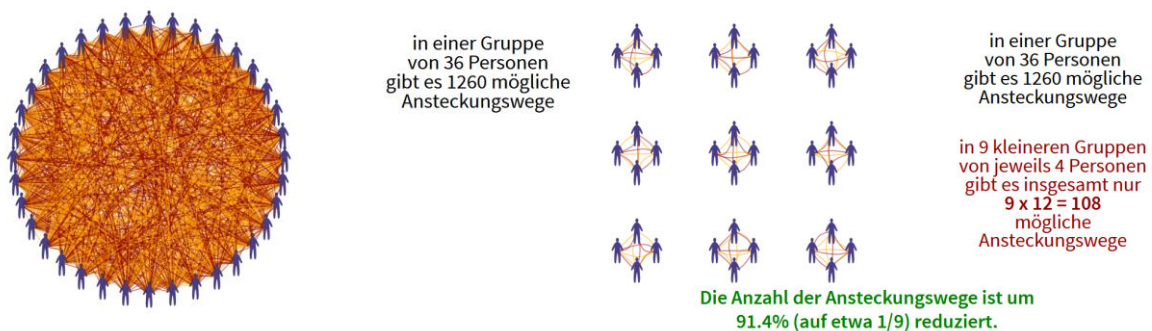 in einer Gruppe
von 36 Personen
gibt es 1260 mögliche
Ansteckungswege
in einer Gruppe
von 36 Personen
gibt es 1260 mögliche
Ansteckungswege
in 9 kleineren Gruppen
von jeweils 4 Personen
gibt es insgesamt nur
9 x 12 = 108
mögliche
Ansteckungswege
Die Anzahl der Ansteckungswege ist um
91.4% (auf etwa 1/9) reduziert.